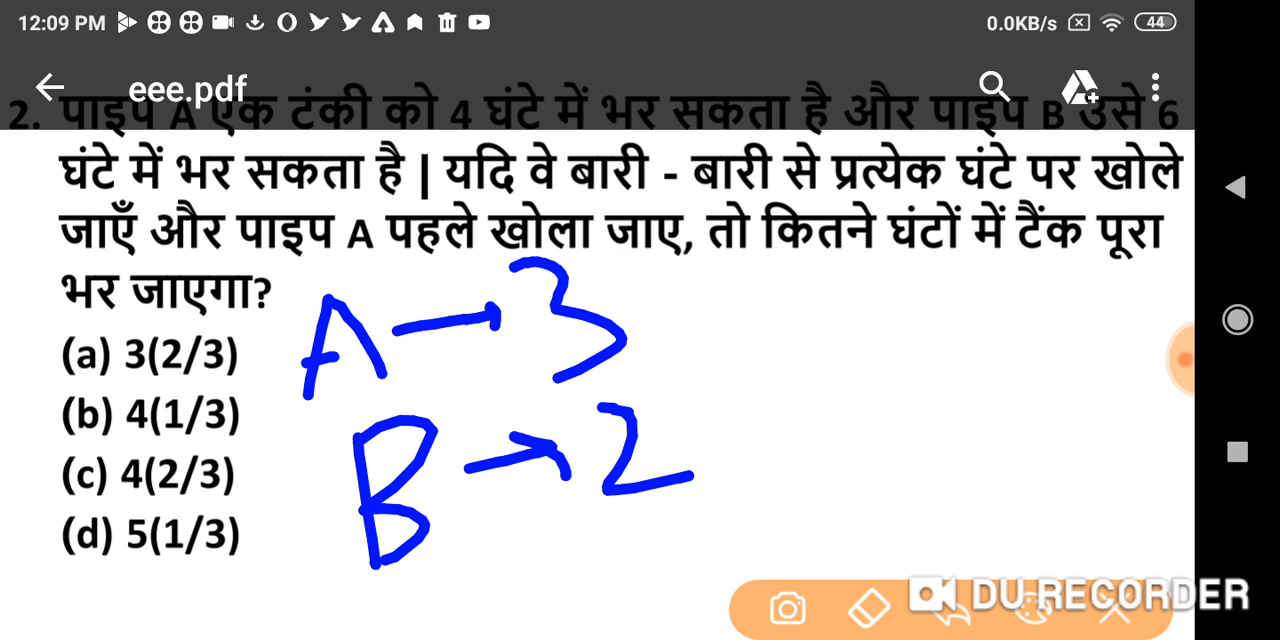 12:09 PM 0.0KB/s 44
eee.pdf
2. पाइप A एक टंकी को 4 घंटे में भर सकता है और पाइप B उसे 6
घंटे में भर सकता है | यदि वे बारी - बारी से प्रत्येक घंटे पर खोले
जाएँ और पाइप A पहले खोला जाए, तो कितने घंटों में टैंक पूरा
भर जाएगा?
(a) 3(2/3)
(b) 4(1/3)
(c) 4(2/3)
(d) 5(1/3)
A → 3
B → 2
DU RECORDER